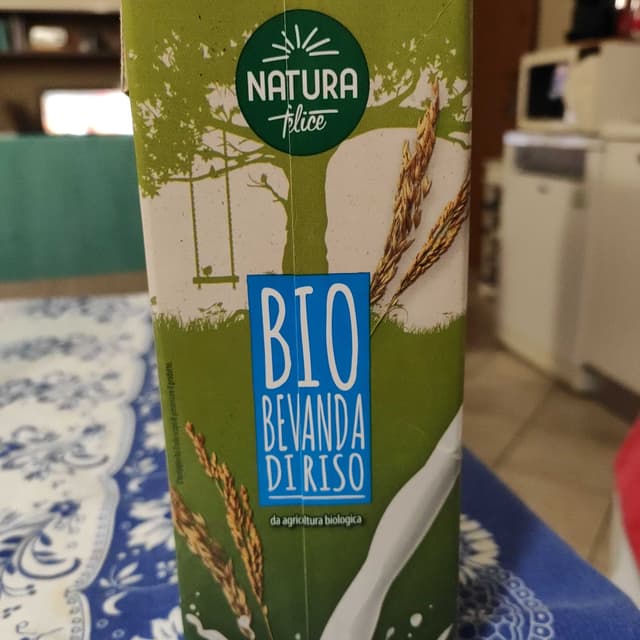 NATURA
felice
BIO
BEVANDA
DI RISO
da agricoltura biologica